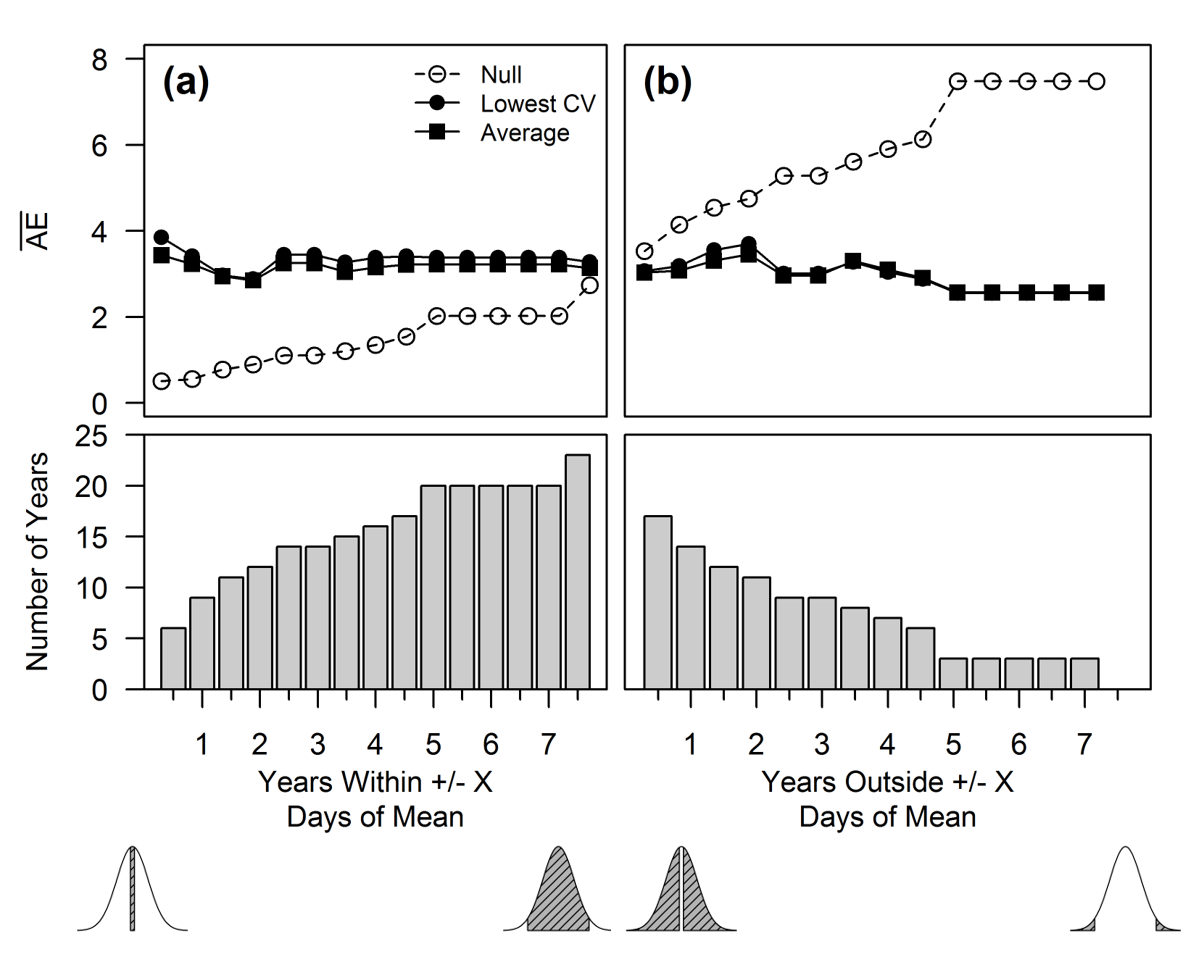 (a)
Null
Lowest CV
Average
(b)
AE
8
6
4
2
0
Number of Years
25
20
15
10
5
0
1 2 3 4 5 6 7
1 2 3 4 5 6 7
Years Within +/- X
Days of Mean
Years Outside +/- X
Days of Mean